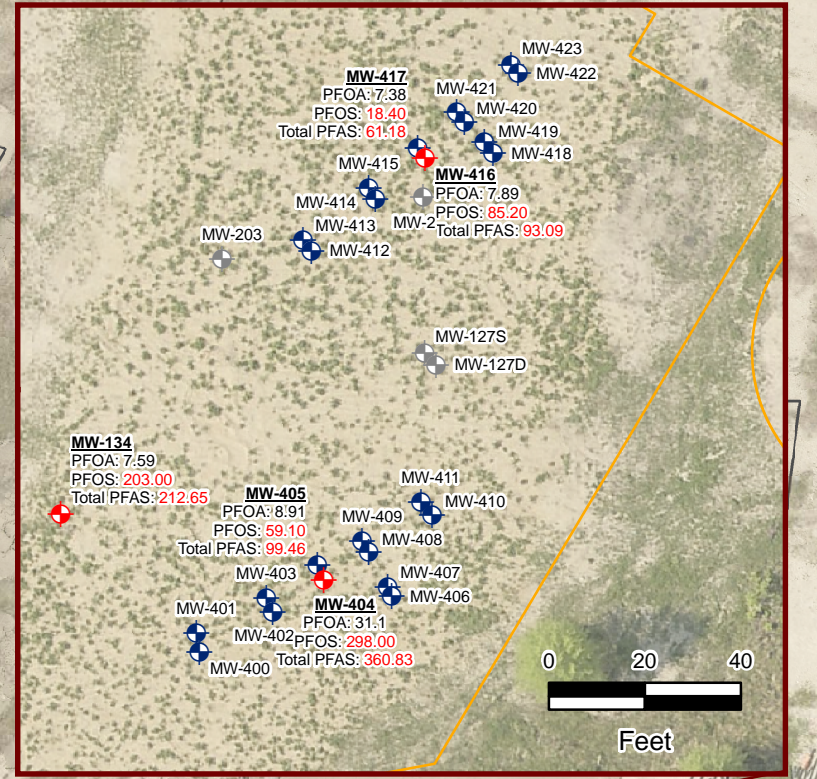 MW-423
MW-422
MW-417
PFOA: 7.38
PFOS: 18.40
Total PFAS: 61.18
MW-421
MW-420
MW-419
MW-418
MW-415
MW-414
MW-416
PFOA: 7.89
PFOS: 85.20
Total PFAS: 93.09
MW-2
MW-413
MW-412
MW-203
MW-127S
MW-127D
MW-134
PFOA: 7.59
PFOS: 203.00
Total PFAS: 212.65
MW-405
PFOA: 8.91
PFOS: 59.10
Total PFAS: 99.46
MW-411
MW-410
MW-409
MW-408
MW-407
MW-406
MW-403
MW-402
MW-401
MW-400
MW-404
PFOA: 31.1
PFOS: 298.00
Total PFAS: 360.83
0 20 40
Feet